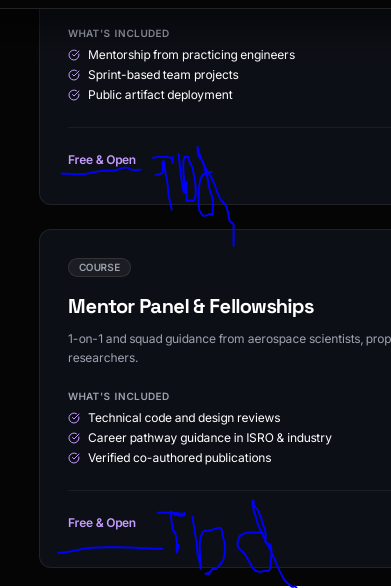 WHAT'S INCLUDED
Mentorship from practicing engineers
Sprint-based team projects
Public artifact deployment
Free & Open
COURSE
Mentor Panel & Fellowships
1-on-1 and squad guidance from aerospace scientists, prop
researchers.
WHAT'S INCLUDED
Technical code and design reviews
Career pathway guidance in ISRO & industry
Verified co-authored publications
Free & Open